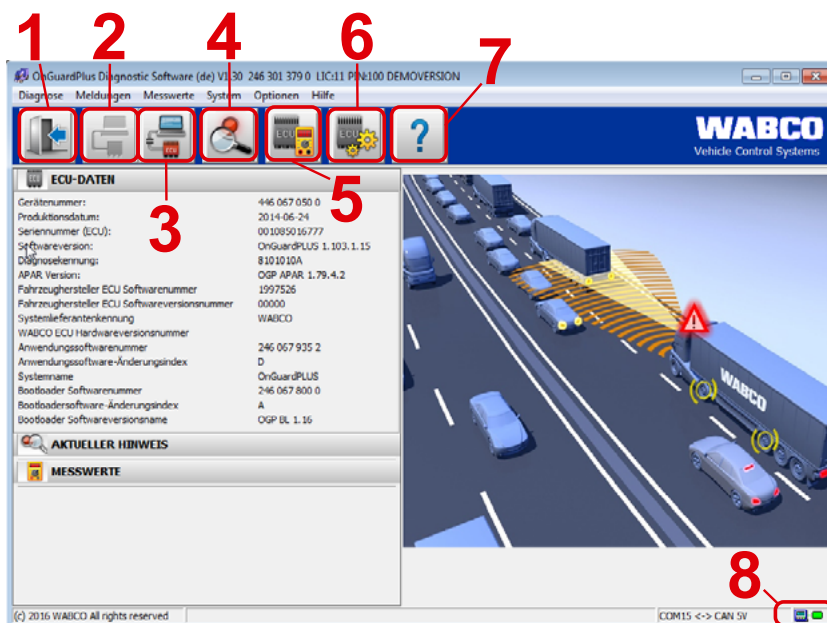 1 2 4 6 7
OnGuardPlus Diagnostic Software (de) V1.30 246 301 379 0 LIC:11 PIN:100 DEMOVERSION
Diagnose Meldungen Messwerte System Optionen Hilfe
ECU ECU ECU ?
WABCO
Vehicle Control Systems
3 5
ECU-DATEN
Gerätenummer: 446 067 050 0
Produktionsdatum: 2014-06-24
Seriennummer (ECU): 001085016777
Softwareversion: OnGuardPLUS 1.103.1.15
Diagnosekennung: 8101010A
APAR Version: OGP APAR 1.79.4.2
Fahrzeughersteller ECU Softwarenummer 1997526
Fahrzeughersteller ECU Softwareversionsnummer 00000
Systemlieferantenkennung WABCO
WABCO ECU Hardwareversionsnummer
Anwendungssoftwarenummer 246 067 935 2
Anwendungssoftware-Änderungsindex D
Systemname OnGuardPLUS
Bootloader Softwarenummer 246 067 800 0
Bootloadersoftware-Änderungsindex A
Bootloader Softwareversionsname OGP BL 1.16
AKTUELLER HINWEIS
MESSWERTE
WABCO
8
(c) 2016 WABCO All rights reserved
COM15 <-> CAN 5V